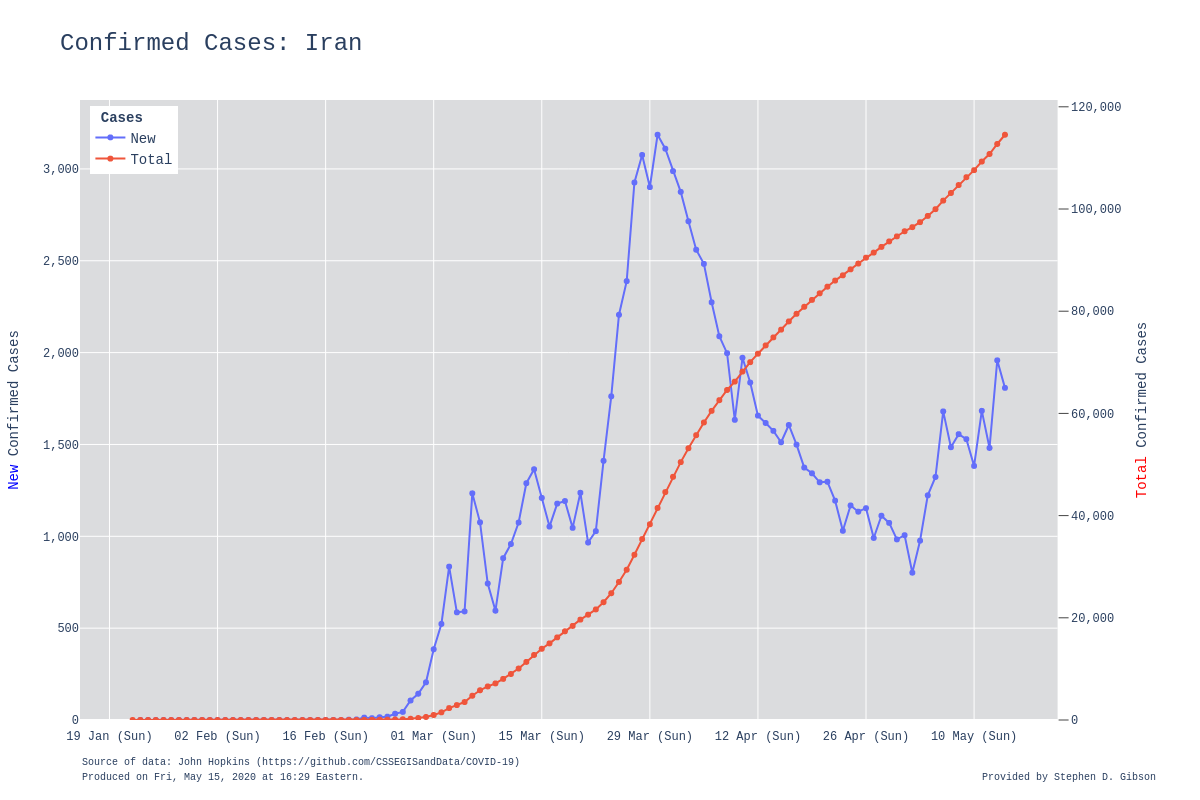 Confirmed Cases: Iran
Cases
New
Total
3,000
2,500
2,000
1,500
1,000
500
0
New Confirmed Cases
120,000
100,000
80,000
60,000
40,000
20,000
0
Total Confirmed Cases
19 Jan (Sun) 02 Feb (Sun) 16 Feb (Sun) 01 Mar (Sun) 15 Mar (Sun) 29 Mar (Sun) 12 Apr (Sun) 26 Apr (Sun) 10 May (Sun)
Source of data: John Hopkins (https://github.com/CSSEGISandData/COVID-19)
Produced on Fri, May 15, 2020 at 16:29 Eastern.
Provided by Stephen D. Gibson